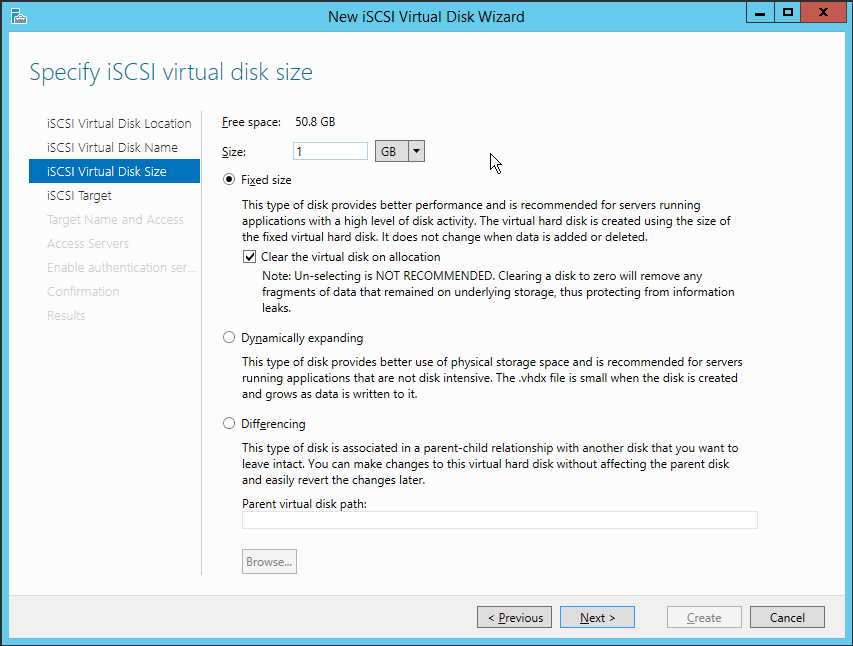 New iSCSI Virtual Disk Wizard
Specify iSCSI virtual disk size
iSCSI Virtual Disk Location
iSCSI Virtual Disk Name
iSCSI Virtual Disk Size
iSCSI Target
Target Name and Access
Access Servers
Enable authentication ser...
Confirmation
Results
Free space: 50.8 GB
Size: 1 GB
Fixed size
This type of disk provides better performance and is recommended for servers running
applications with a high level of disk activity. The virtual hard disk is created using the size of
the fixed virtual hard disk. It does not change when data is added or deleted.
Clear the virtual disk on allocation
Note: Un-selecting is NOT RECOMMENDED. Clearing a disk to zero will remove any
fragments of data that remained on underlying storage, thus protecting from information
leaks.
Dynamically expanding
This type of disk provides better use of physical storage space and is recommended for servers
running applications that are not disk intensive. The .vhdx file is small when the disk is created
and grows as data is written to it.
Differencing
This type of disk is associated in a parent-child relationship with another disk that you want to
leave intact. You can make changes to this virtual hard disk without affecting the parent disk
and easily revert the changes later.
Parent virtual disk path:
Browse...
< Previous
Next >
Create
Cancel